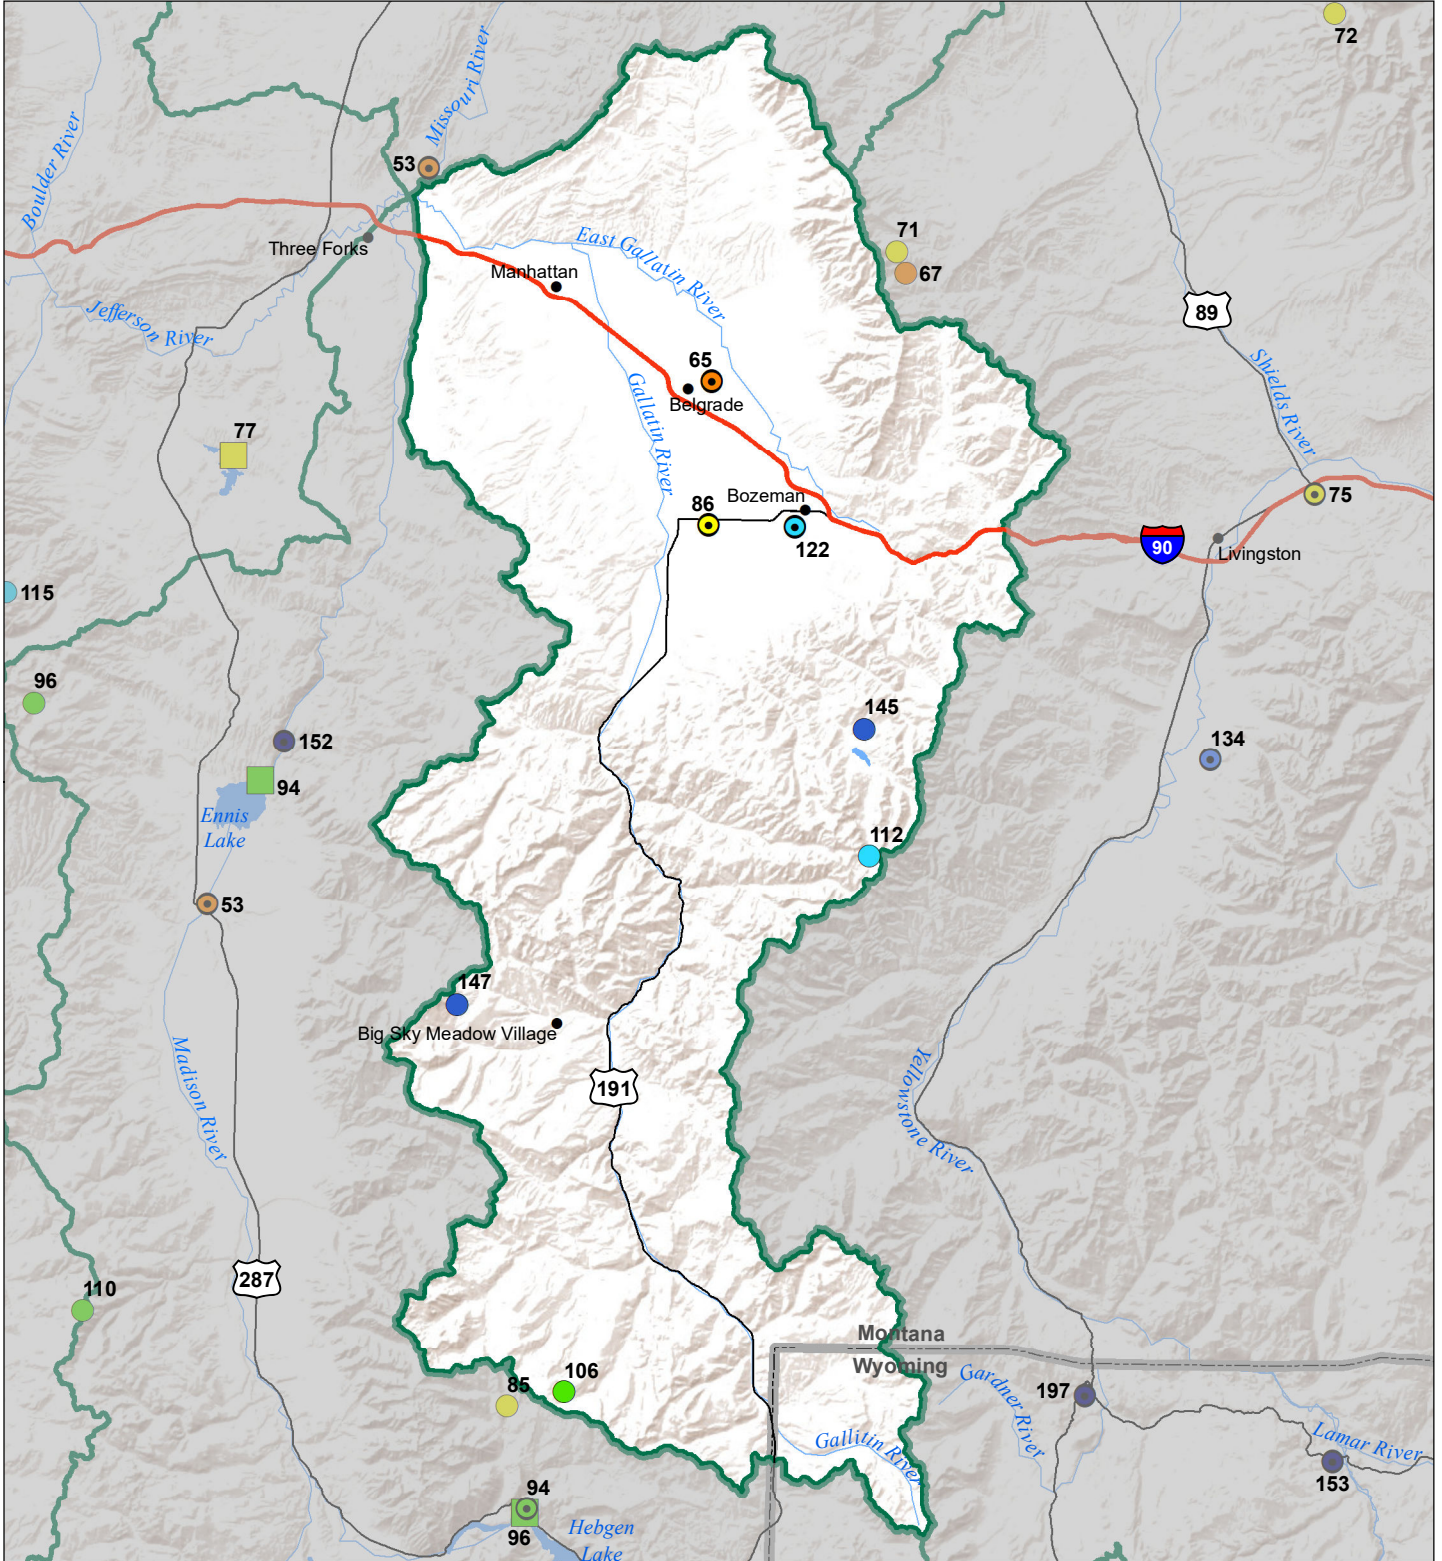 72
Missouri River
53
Boulder River
71
67
East Gallatin River
Three Forks
Manhattan
89
Jefferson River
Shields River
65
Belgrade
Gallatin River
77
75
Bozeman
86
122
90
Livingston
115
96
145
152
134
94
Ennis
Lake
112
53
147
Big Sky Meadow Village
Madison River
Yellowstone River
191
287
110
Montana
Wyoming
106
85
Gardner River
197
Gallitin River
Lamar River
153
94
96
Hebgen
Lake